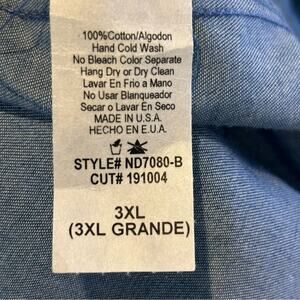 100%Cotton/Algodon
Hand Cold Wash
No Bleach Color Separate
Hang Dry or Dry Clean
Lavar En Frio a Mano
No Usar Blanqueador
Secar o Lavar En Seco
MADE IN U.S.A.
HECHO EN E.U.A.
STYLE# ND7080-B
CUT# 191004
3XL
(3XL GRANDE)